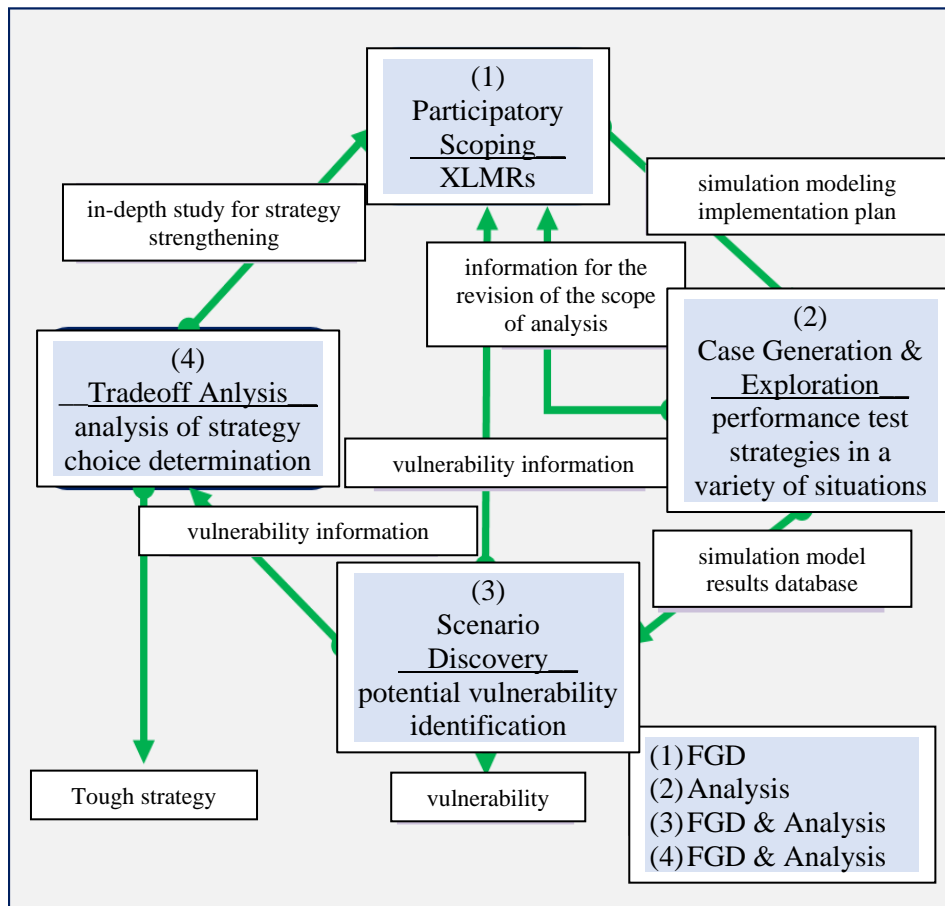 (1)
Participatory
Scoping
XLMRs
in-depth study for strategy
strengthening
simulation modeling
implementation plan
information for the
revision of the scope
of analysis
(2)
Case Generation &
Exploration
performance test
strategies in a
variety of situations
(4)
Tradeoff Anlysis
analysis of strategy
choice determination
vulnerability information
vulnerability information
simulation model
results database
(3)
Scenario
Discovery
potential vulnerability
identification
Tough strategy
vulnerability
(1) FGD
(2) Analysis
(3) FGD & Analysis
(4) FGD & Analysis